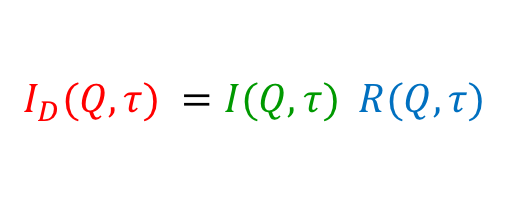 I_D(Q, τ) = I(Q, τ) R(Q, τ)